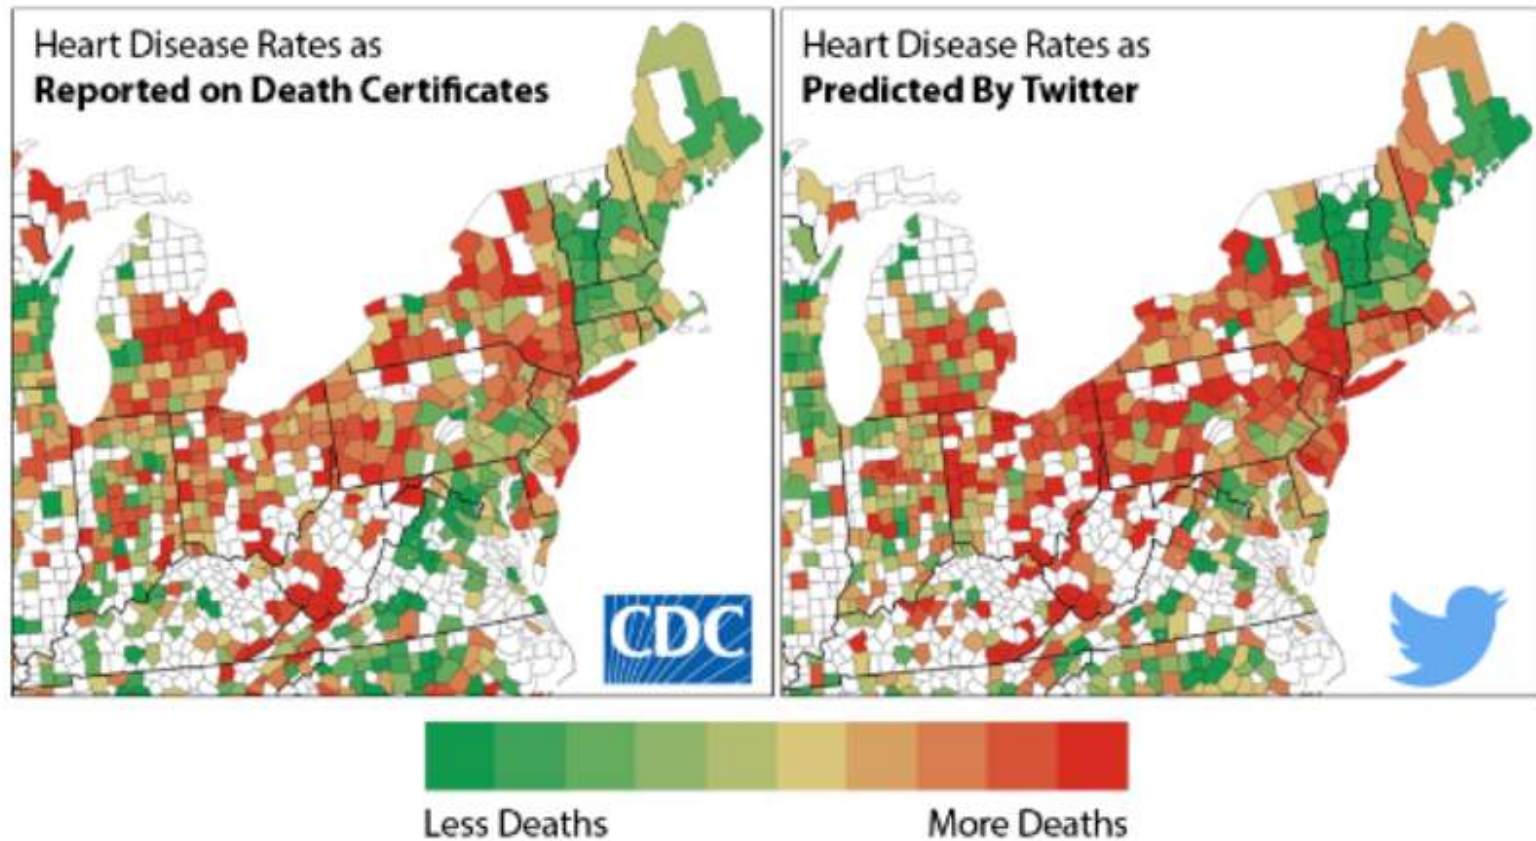 Heart Disease Rates as
Reported on Death Certificates
CDC
Heart Disease Rates as
Predicted By Twitter
Less Deaths
More Deaths